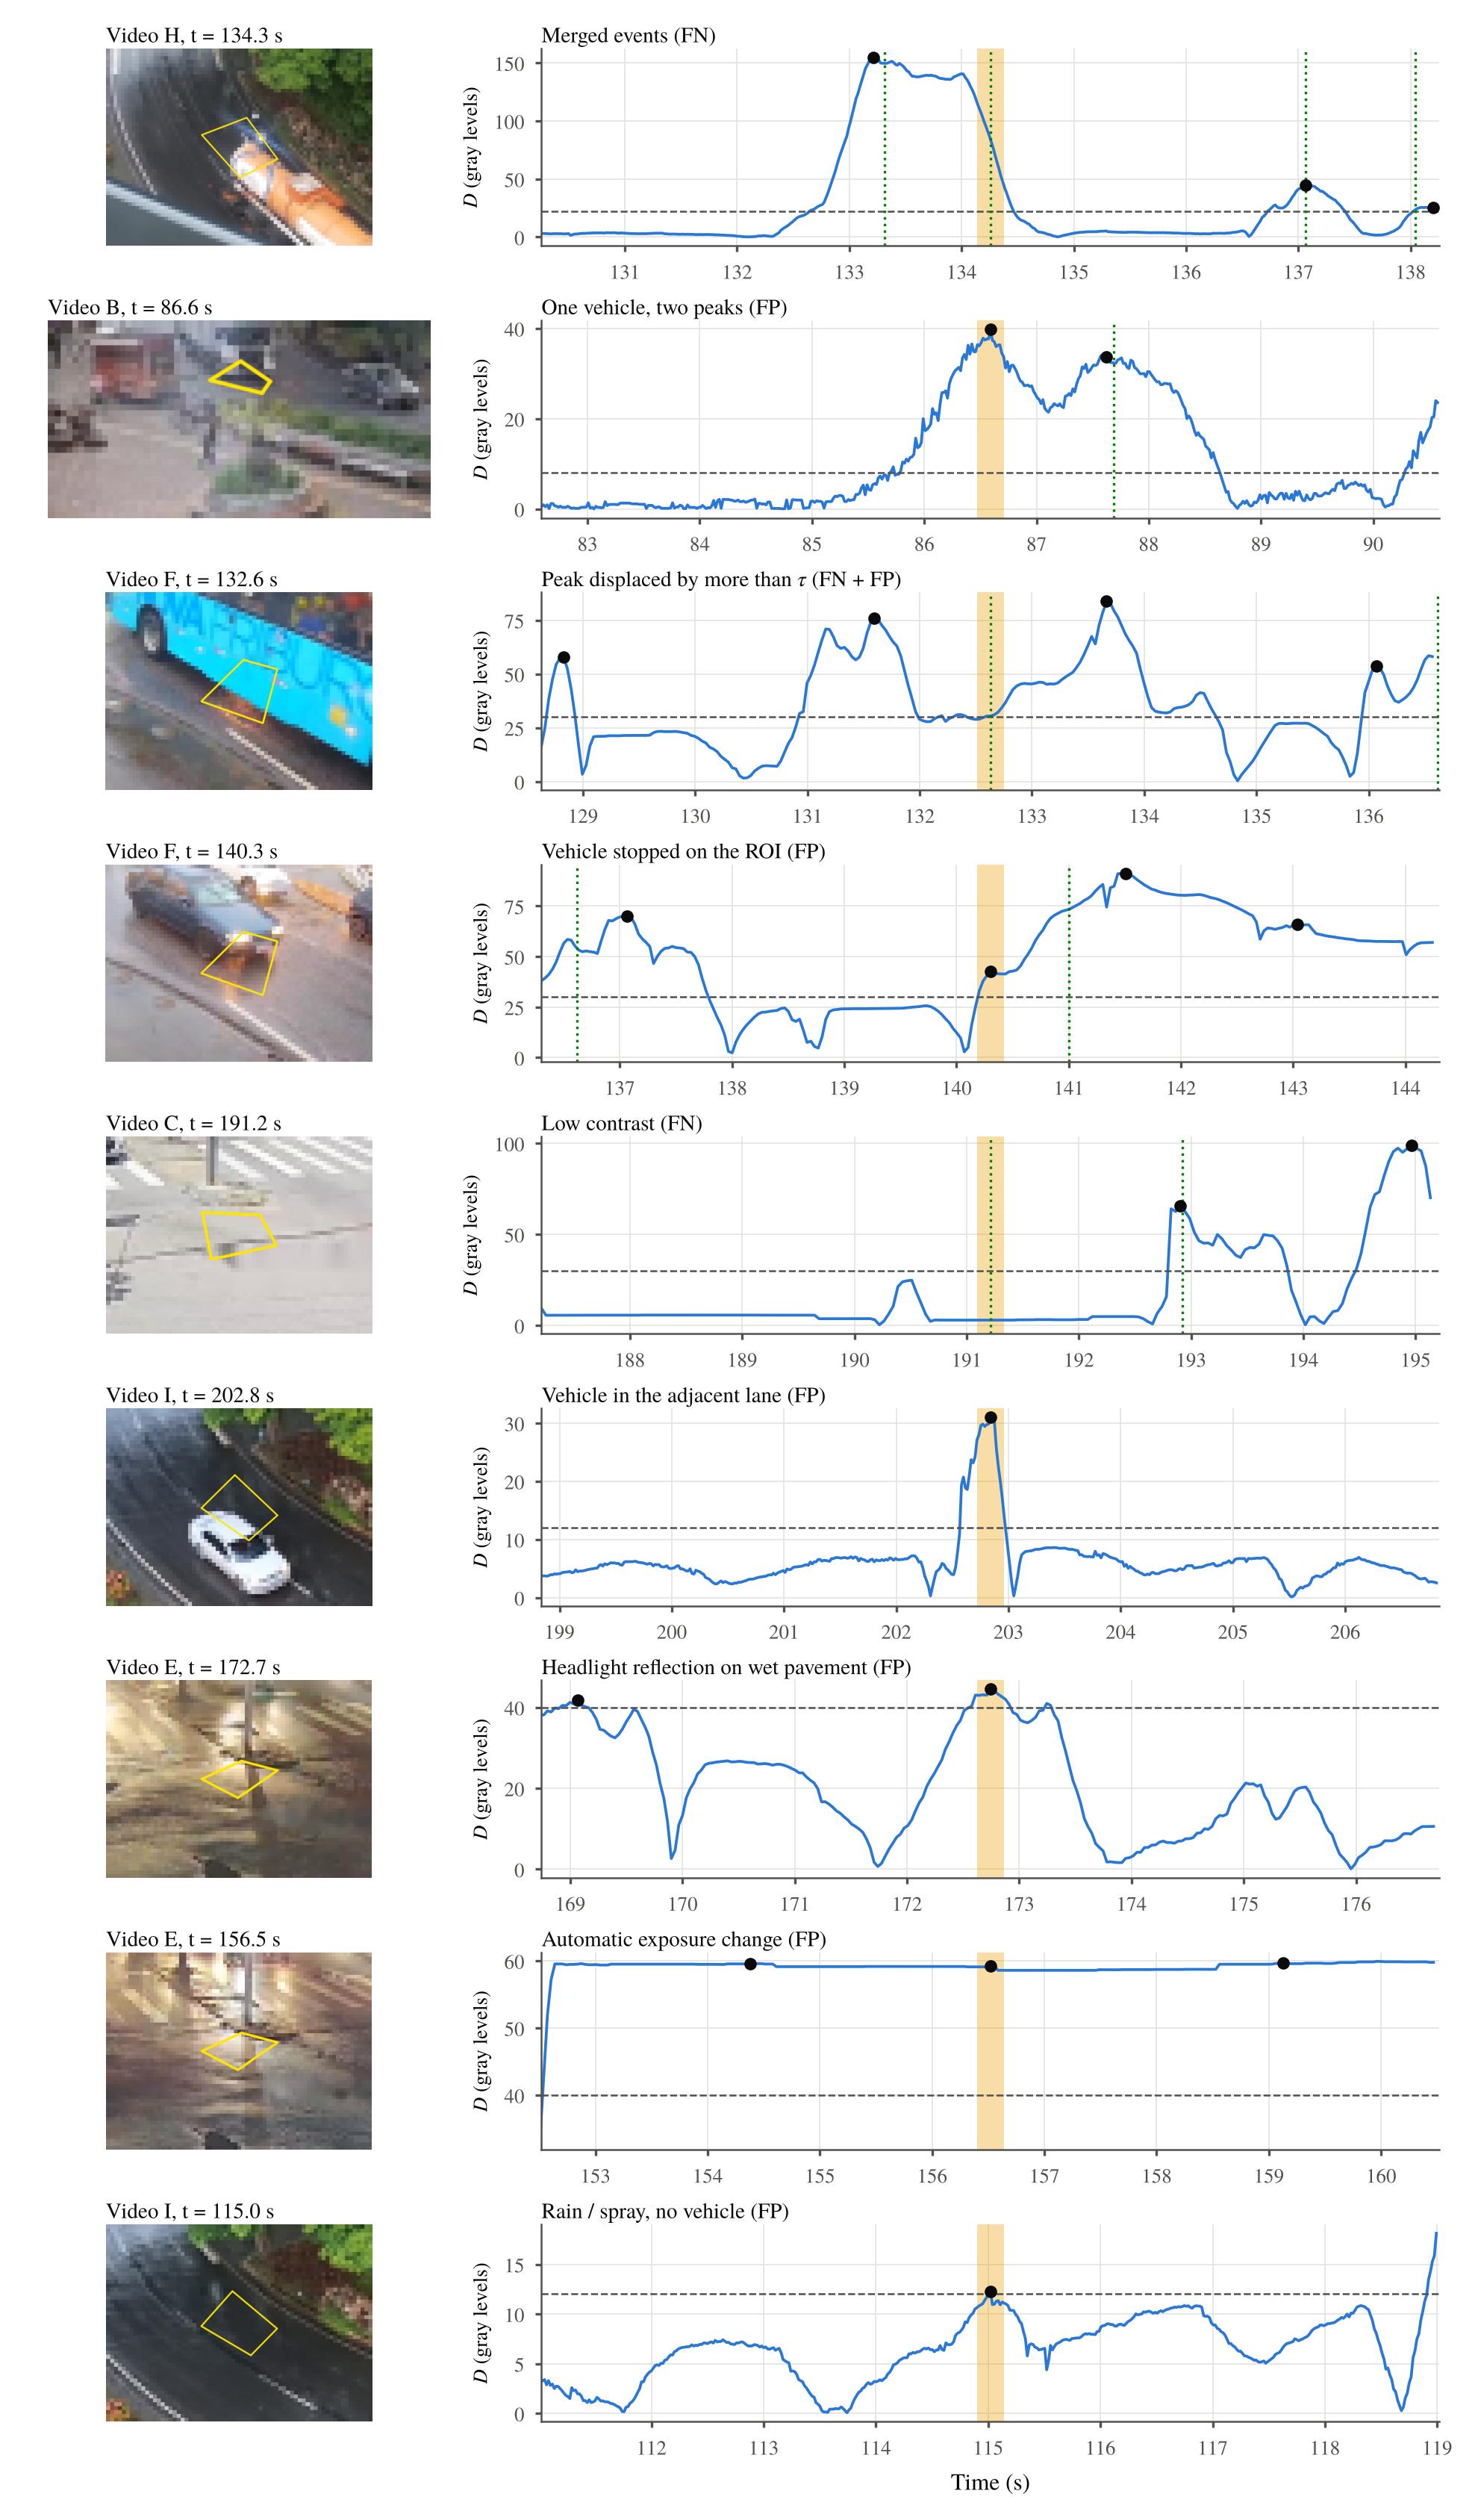 Video H, t = 134.3 s
Merged events (FN)
D (gray levels)
150
100
50
0
131 132 133 134 135 136 137 138
Video B, t = 86.6 s
One vehicle, two peaks (FP)
D (gray levels)
40
20
0
83 84 85 86 87 88 89 90
Video F, t = 132.6 s
Peak displaced by more than τ (FN + FP)
D (gray levels)
75
50
25
0
129 130 131 132 133 134 135 136
Video F, t = 140.3 s
Vehicle stopped on the ROI (FP)
D (gray levels)
75
50
25
0
137 138 139 140 141 142 143 144
Video C, t = 191.2 s
Low contrast (FN)
D (gray levels)
100
50
0
188 189 190 191 192 193 194 195
Video I, t = 202.8 s
Vehicle in the adjacent lane (FP)
D (gray levels)
30
20
10
0
199 200 201 202 203 204 205 206
Video E, t = 172.7 s
Headlight reflection on wet pavement (FP)
D (gray levels)
40
20
0
169 170 171 172 173 174 175 176
Video E, t = 156.5 s
Automatic exposure change (FP)
D (gray levels)
60
50
40
153 154 155 156 157 158 159 160
Video I, t = 115.0 s
Rain / spray, no vehicle (FP)
D (gray levels)
15
10
5
0
112 113 114 115 116 117 118 119
Time (s)